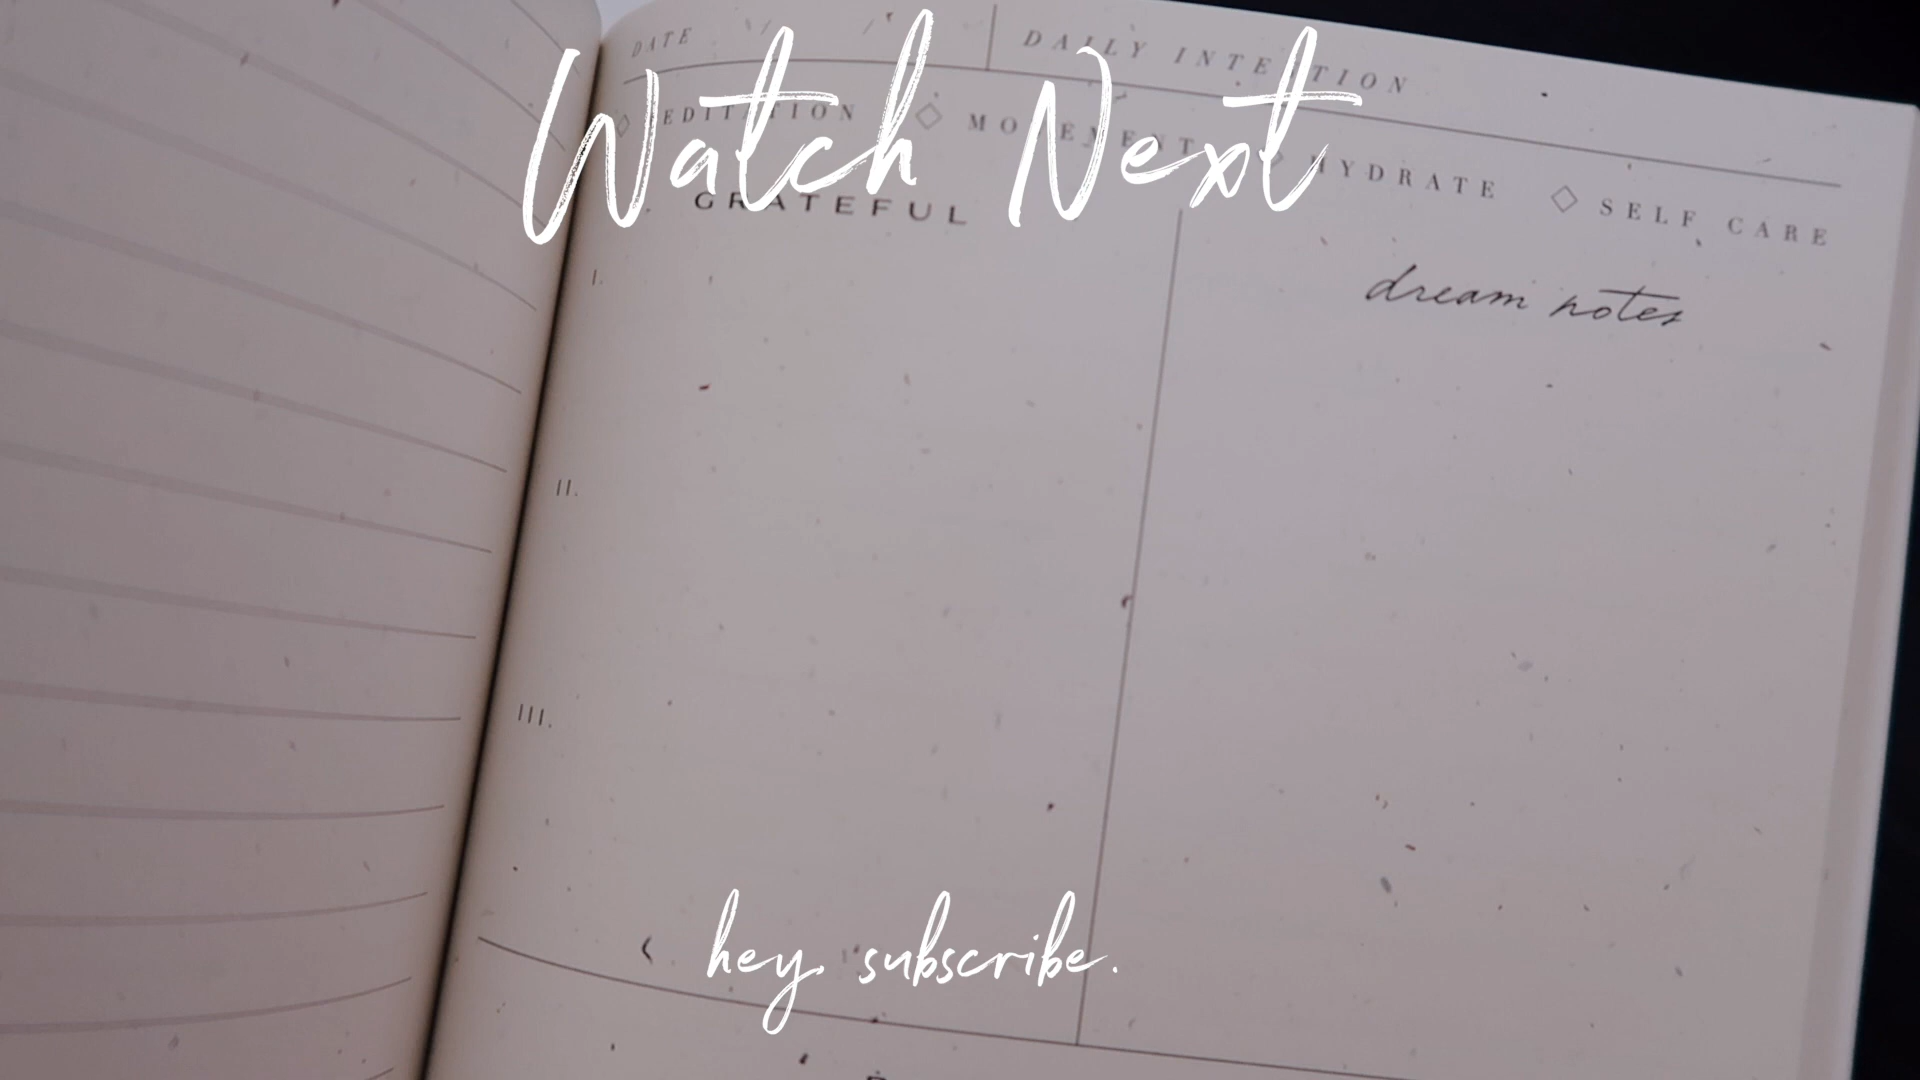 Watch Next
DATE
DAILY INTENTION
MEDITATION MOVEMENT HYDRATE SELF CARE
GRATEFUL
dream notes
I.
II.
III.
hey, subscribe.